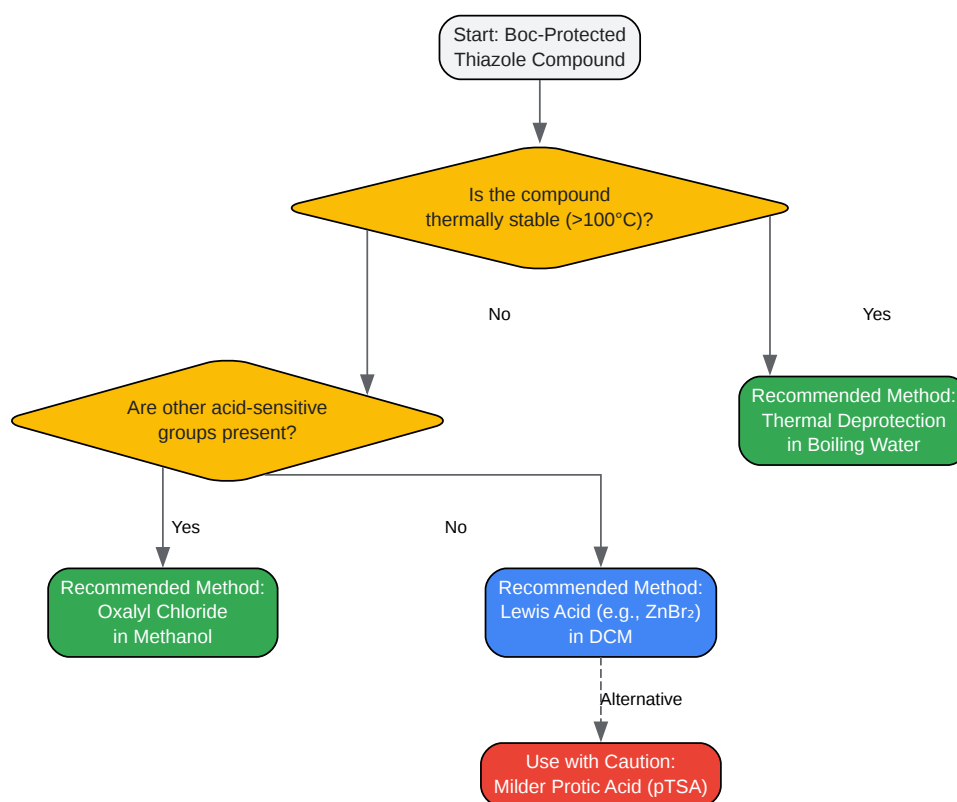 Start: Boc-Protected
Thiazole Compound
Is the compound
thermally stable (>100°C)?
No
Yes
Are other acid-sensitive
groups present?
Recommended Method:
Thermal Deprotection
in Boiling Water
Yes
No
Recommended Method:
Oxalyl Chloride
in Methanol
Recommended Method:
Lewis Acid (e.g., ZnBr₂)
in DCM
Alternative
Use with Caution:
Milder Protic Acid (pTSA)